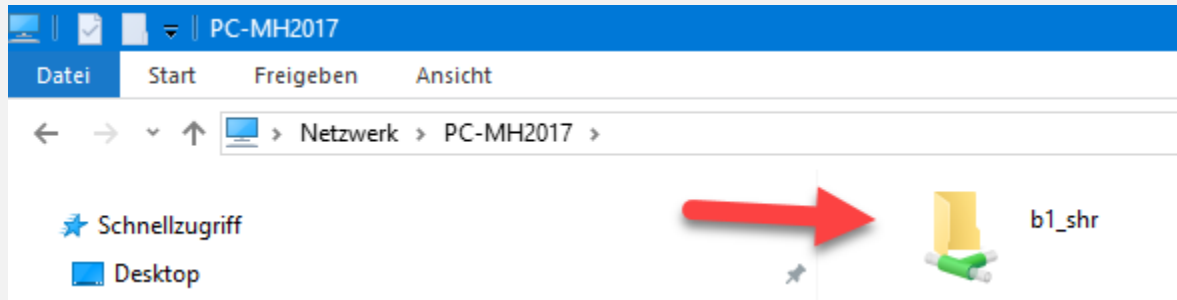 PC-MH2017
Datei Start Freigeben Ansicht
Netzwerk > PC-MH2017 >
Schnellzugriff
b1_shr
Desktop